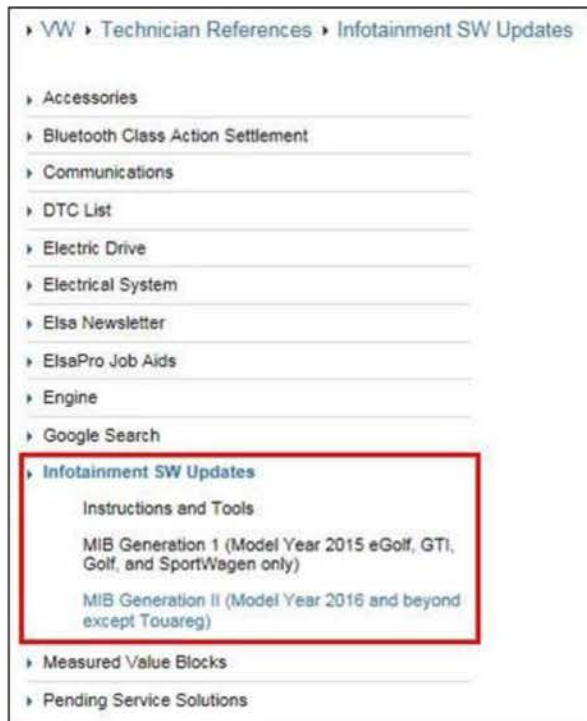 VW Technician References Infotainment SW Updates
Accessories
Bluetooth Class Action Settlement
Communications
DTC List
Electric Drive
Electrical System
Elsa Newsletter
ElsaPro Job Aids
Engine
Google Search
Infotainment SW Updates
Instructions and Tools
MIB Generation 1 (Model Year 2015 eGolf, GTI,
Golf, and SportWagen only)
MIB Generation II (Model Year 2016 and beyond
except Touareg)
Measured Value Blocks
Pending Service Solutions